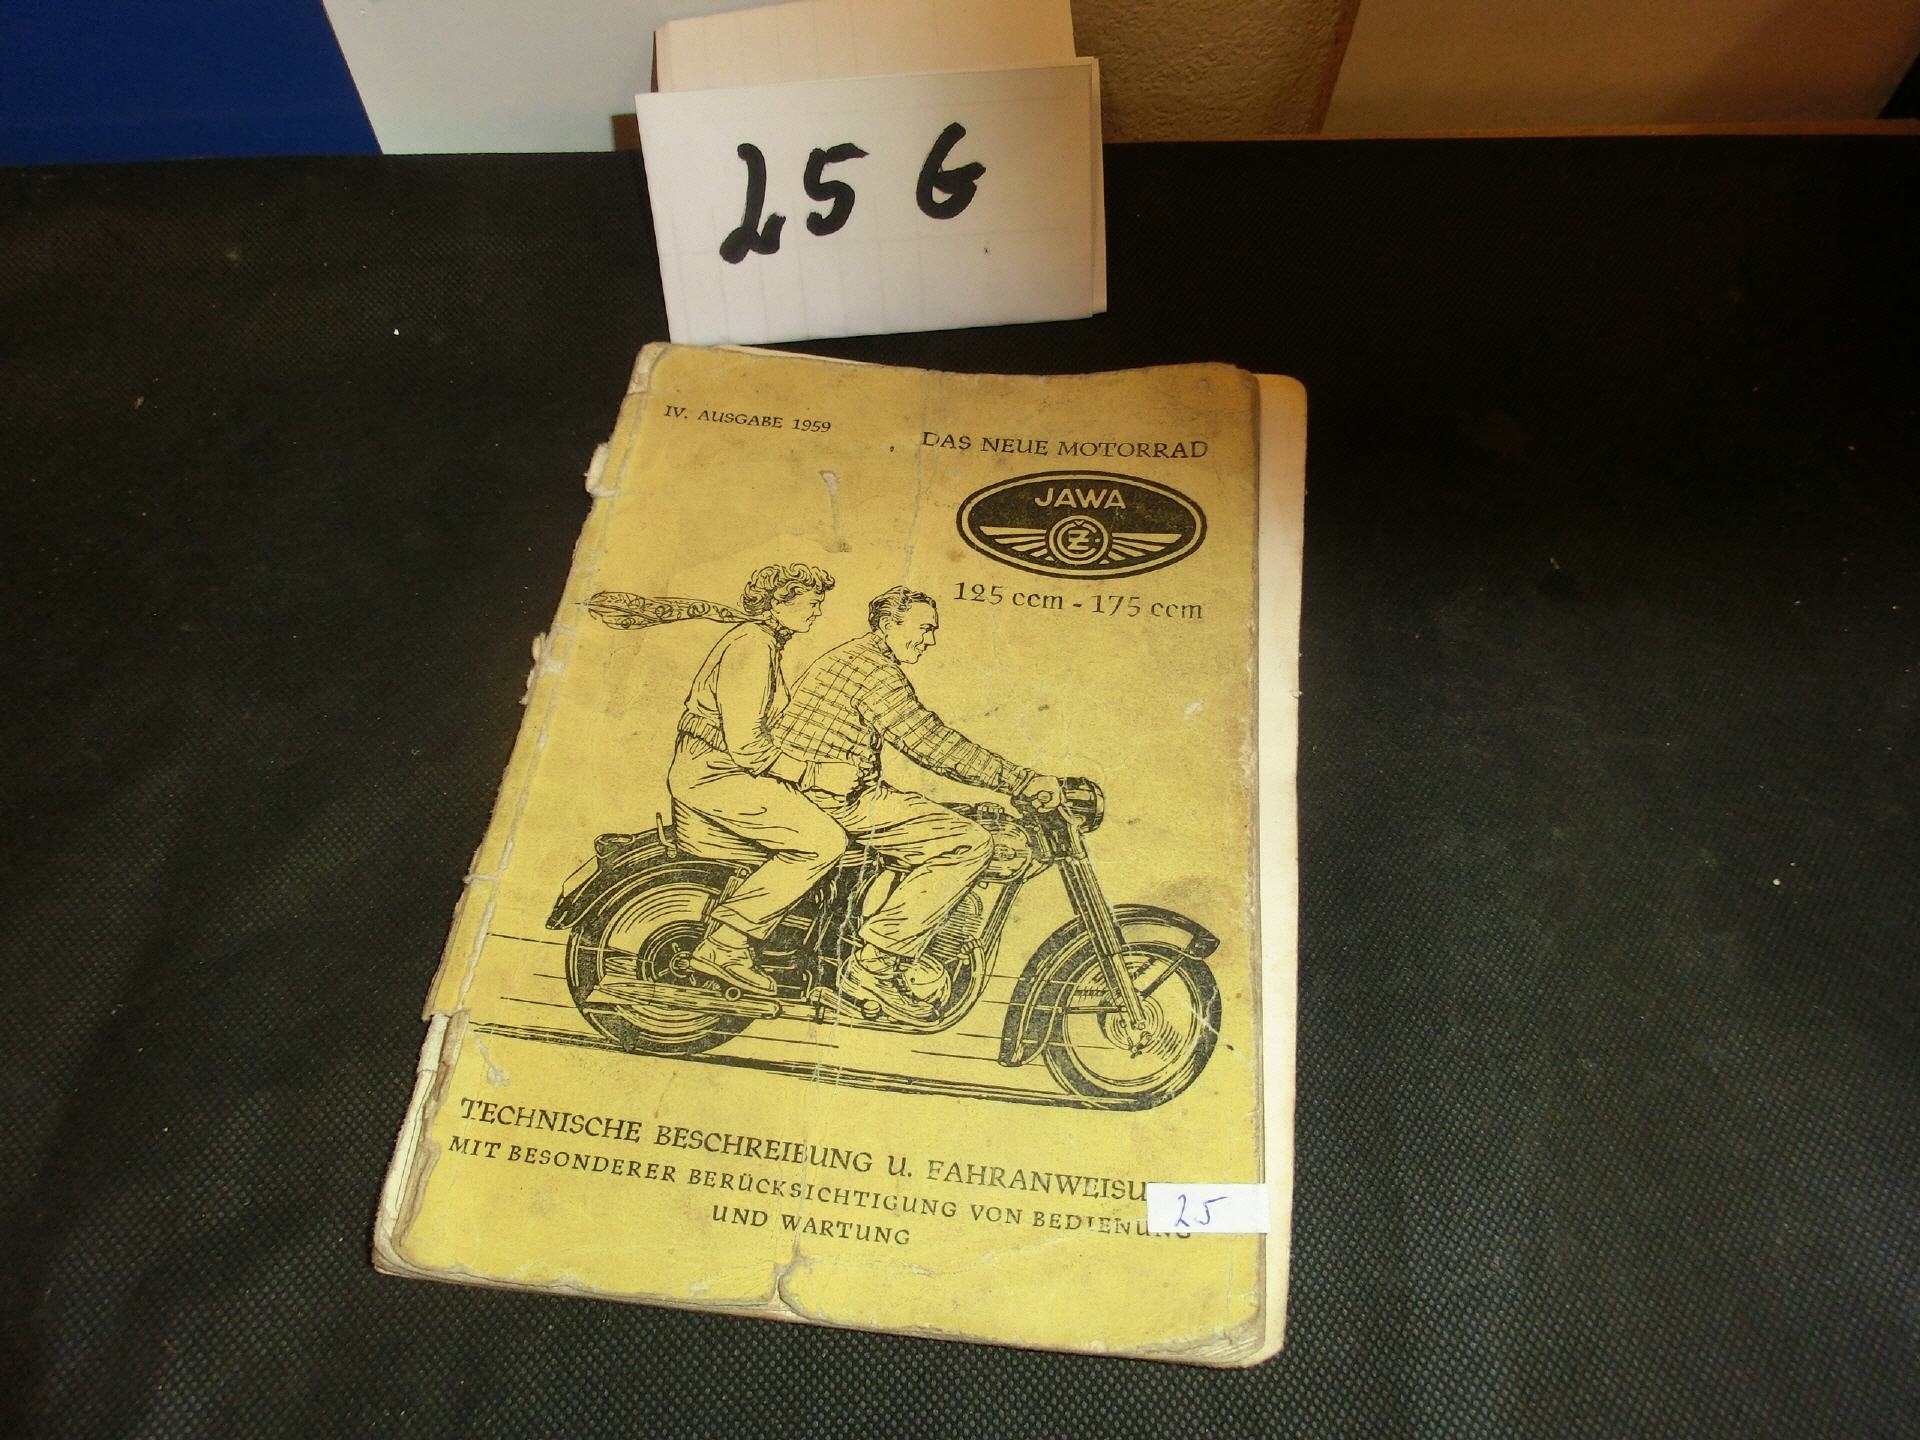 25 G
IV. AUSGABE 1959
DAS NEUE MOTORRAD
JAWA
ČZ
125 ccm - 175 ccm
TECHNISCHE BESCHREIBUNG U. FAHRANWEISU
MIT BESONDERER BERÜCKSICHTIGUNG VON BEDIENUNG
25
UND WARTUNG